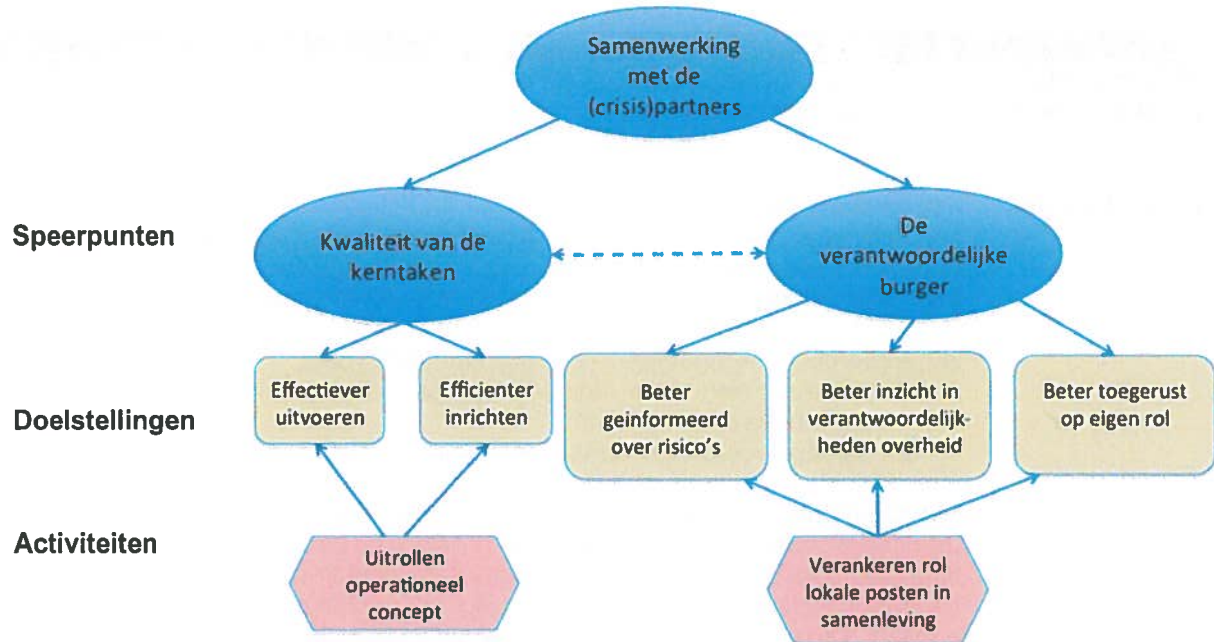 Samenwerking
met de
(crisis)partners
Speerpunten
Kwaliteit van de
kerntaken
De
verantwoordelijke
burger
Doelstellingen
Effectiever
uitvoeren
Efficienter
inrichten
Beter
geinformeerd
over risico's
Beter inzicht in
verantwoordelijk-
heden overheid
Beter toegerust
op eigen rol
Activiteiten
Uitrollen
operationeel
concept
Verankeren rol
lokale posten in
samenleving